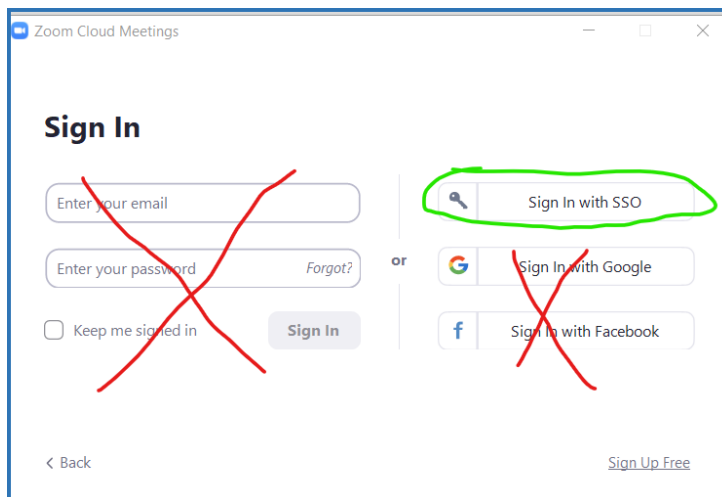 Zoom Cloud Meetings
Sign In
Enter your email
Enter your password Forgot?
Keep me signed in Sign In
or
Sign In with SSO
Sign In with Google
Sign In with Facebook
Back
Sign Up Free